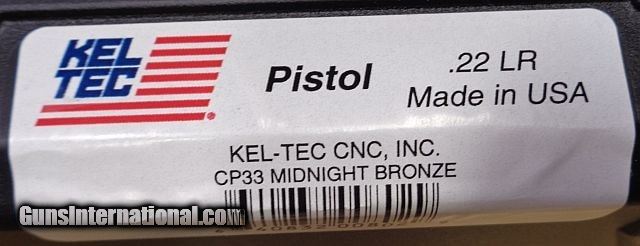 KEL
TEC
Pistol
.22 LR
Made in USA
KEL-TEC CNC, INC.
CP33 MIDNIGHT BRONZE
GunsInternational.com